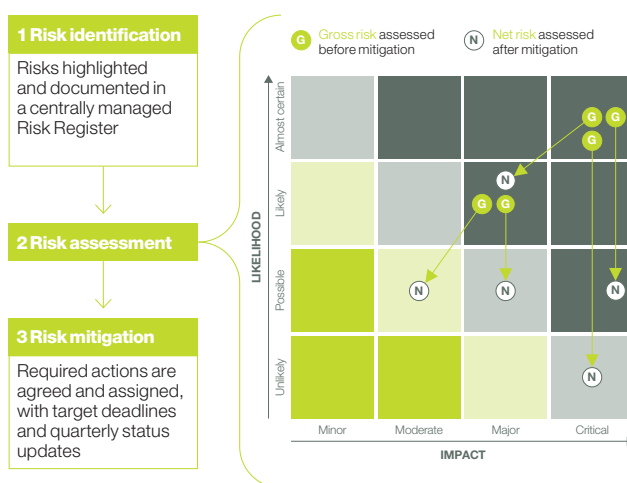 1 Risk identification
Risks highlighted
and documented in
a centrally managed
Risk Register
2 Risk assessment
3 Risk mitigation
Required actions are
agreed and assigned,
with target deadlines
and quarterly status
updates
G Gross risk assessed
before mitigation
N Net risk assessed
after mitigation
LIKELIHOOD
Almost certain
Likely
Possible
Unlikely
G G
G
N
G G
N N N
N
Minor Moderate Major Critical
IMPACT